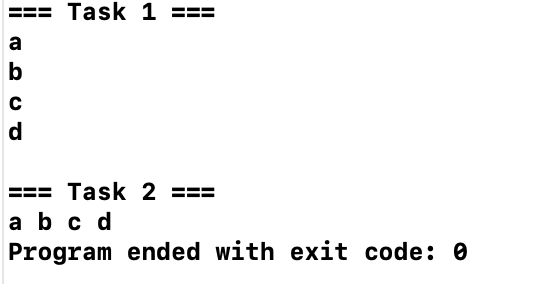 === Task 1 ===
a
b
c
d

=== Task 2 ===
a b c d
Program ended with exit code: 0